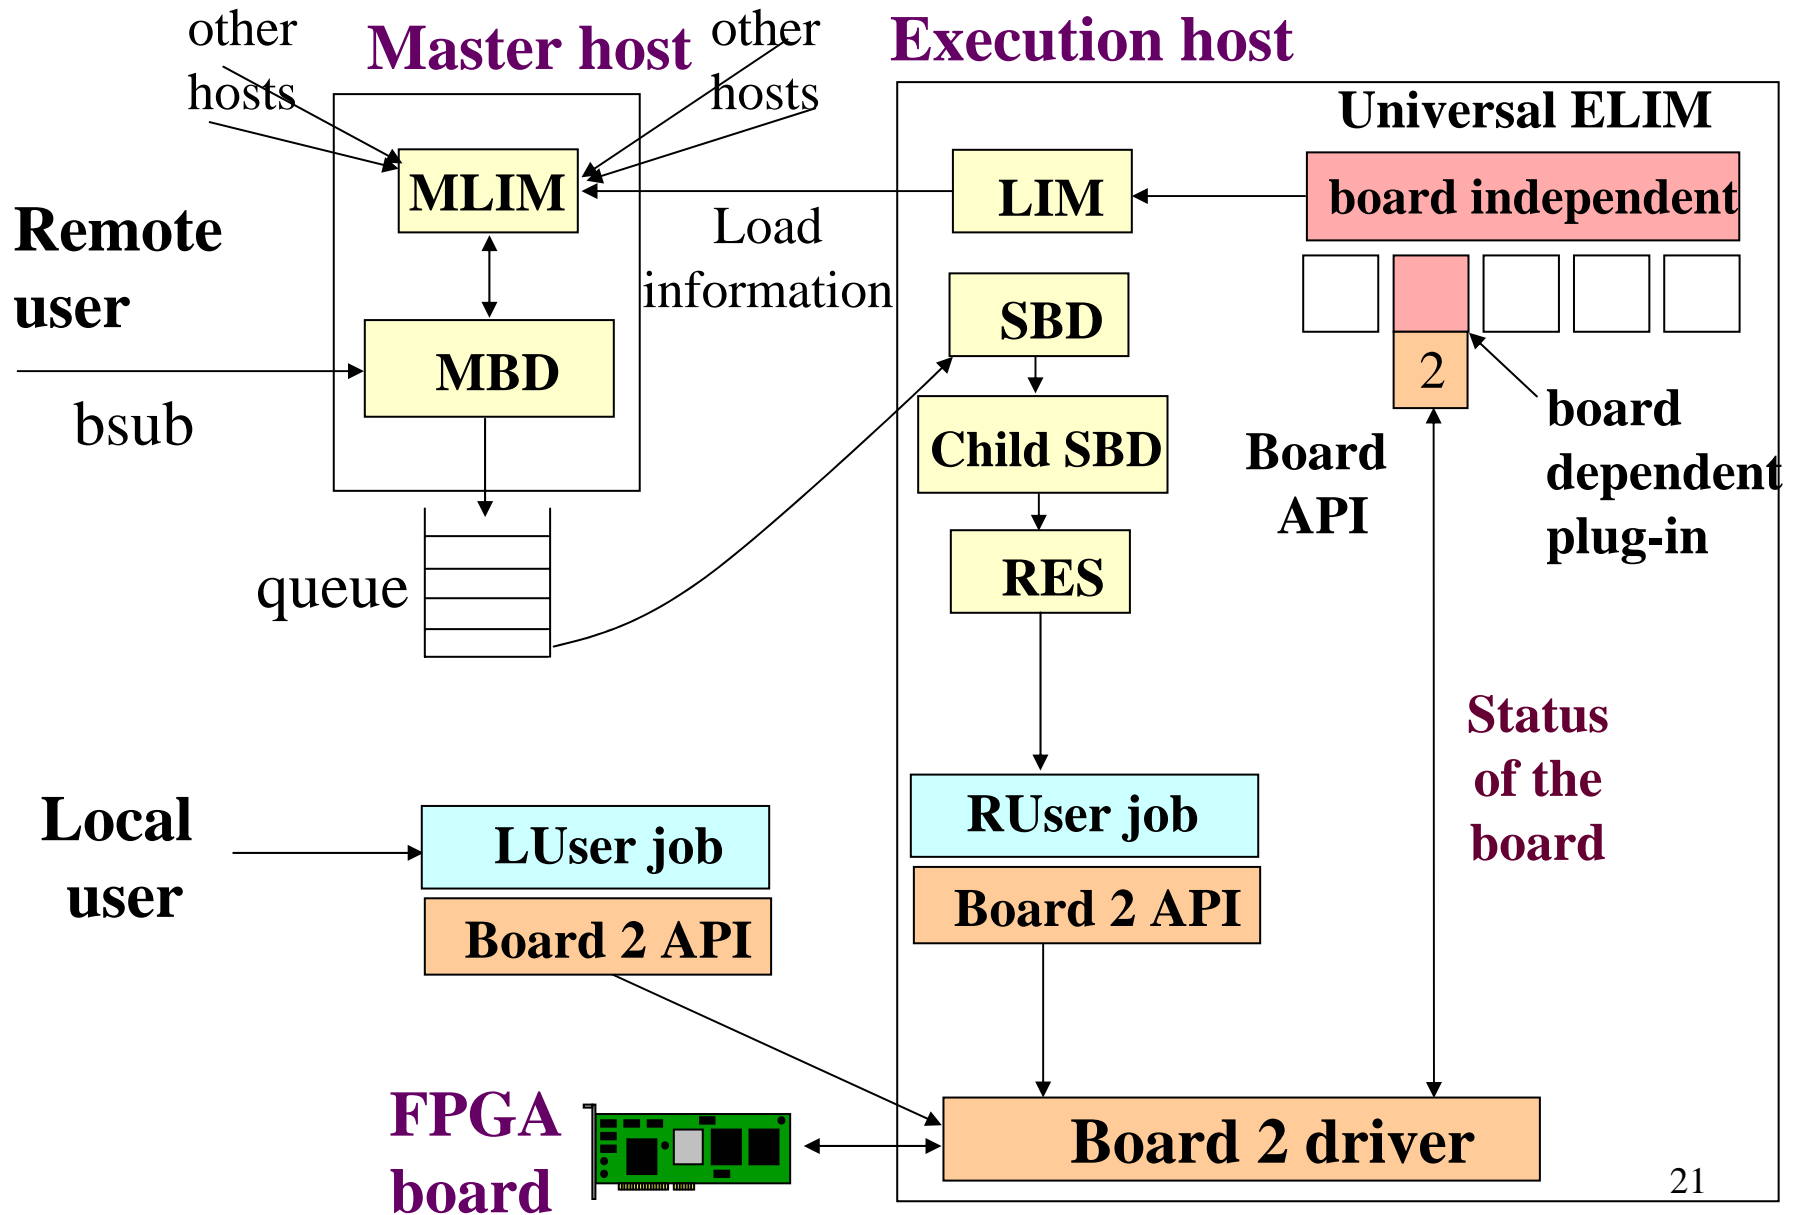 other
hosts
Master host
other
hosts
Execution host
Universal ELIM
MLIM
LIM
board independent
Remote
user
Load
information
SBD
MBD
2
bsub
Child SBD
Board
API
board
dependent
plug-in
queue
RES
Status
of the
board
Local
user
LUser job
RUser job
Board 2 API
Board 2 API
FPGA
board
Board 2 driver
21